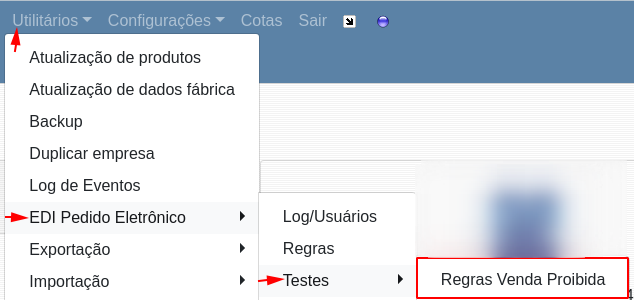 Utilitários Configurações Cotas Sair
Atualização de produtos
Atualização de dados fábrica
Backup
Duplicar empresa
Log de Eventos
EDI Pedido Eletrônico
Log/Usuários
Exportação
Regras
Importação
Testes
Regras Venda Proibida
4